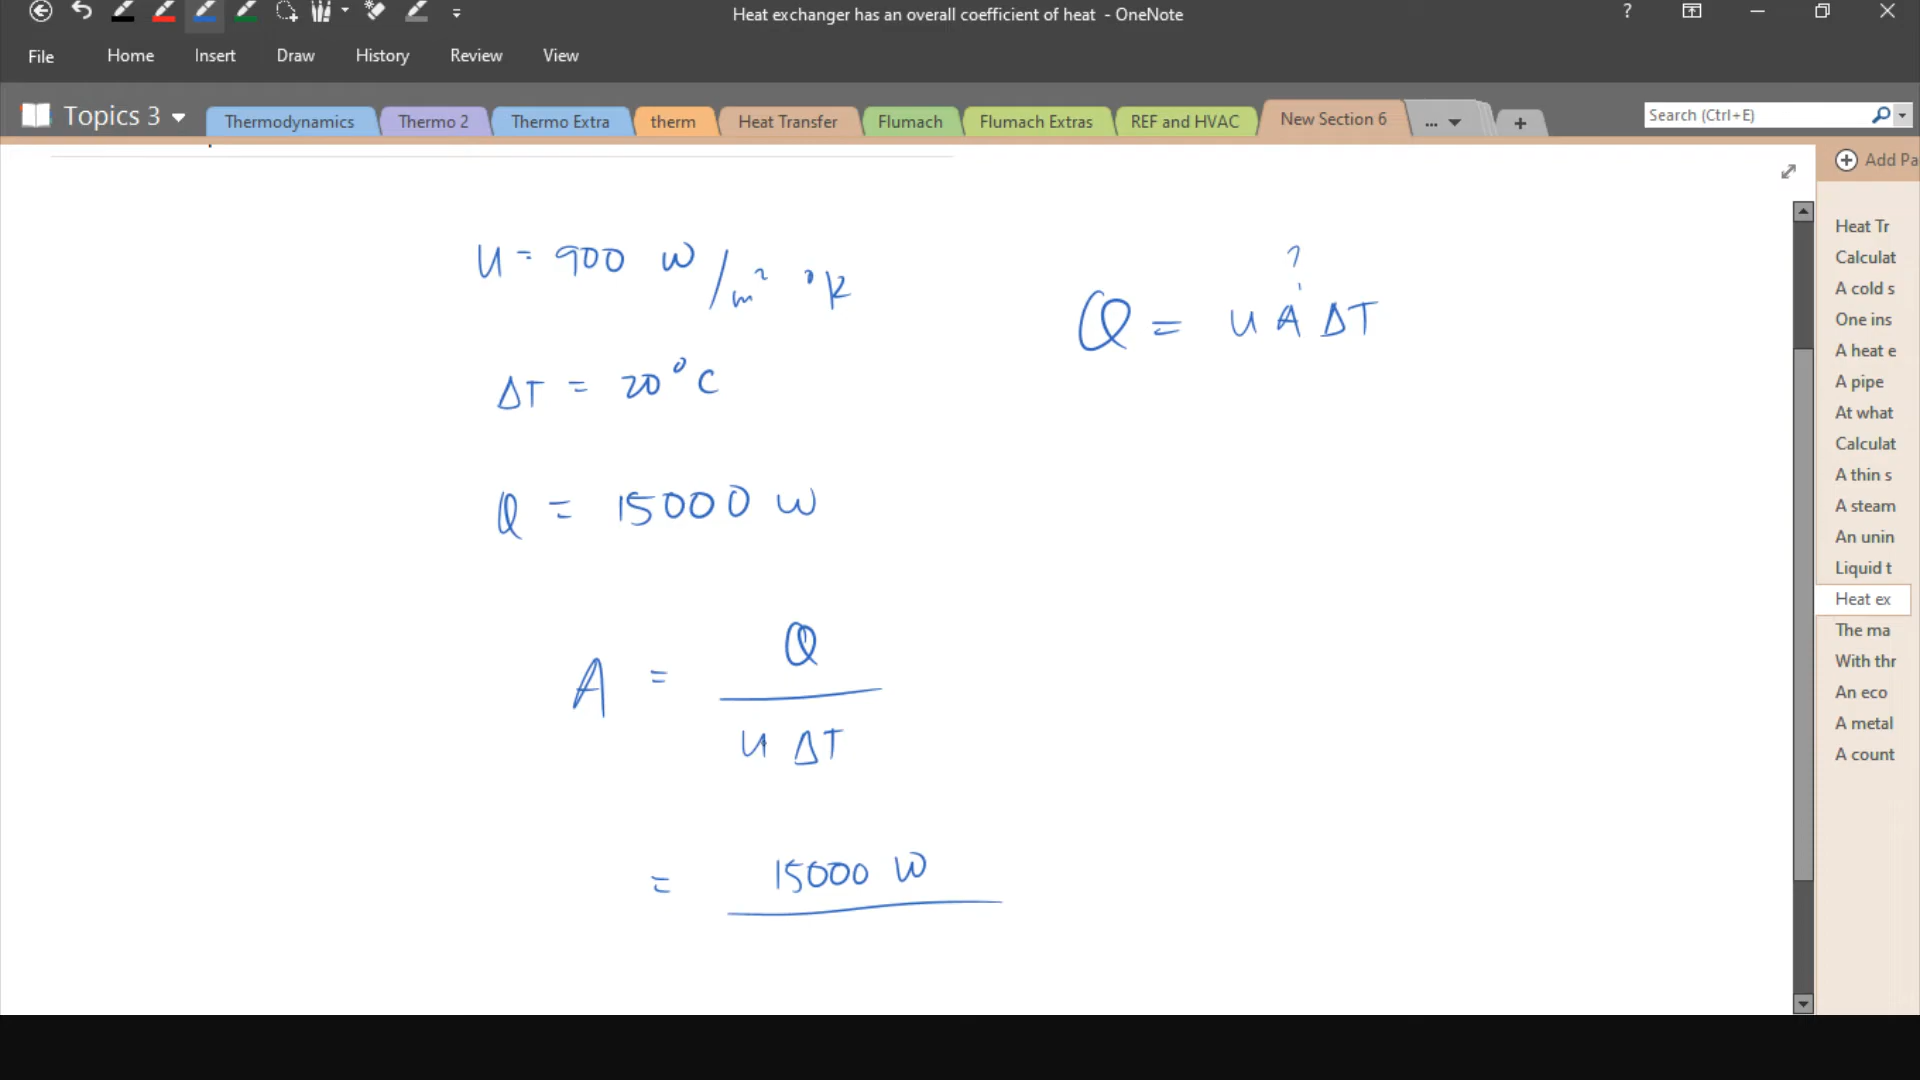 Heat exchanger has an overall coefficient of heat - OneNote
?
File Home Insert Draw History Review View
Topics 3
Thermodynamics Thermo 2 Thermo Extra therm Heat Transfer Flumach Flumach Extras REF and HVAC New Section 6 ... +
Search (Ctrl+E)
Add Pa
U = 900 W/m² °K
ΔT = 20°C
Q = 15000 W
A = Q
U ΔT
= 15000 W
?
Q = U A ΔT
Heat Tr
Calculat
A cold s
One ins
A heat e
A pipe
At what
Calculat
A thin s
A steam
An unin
Liquid t
Heat ex
The ma
With thr
An eco
A metal
A count